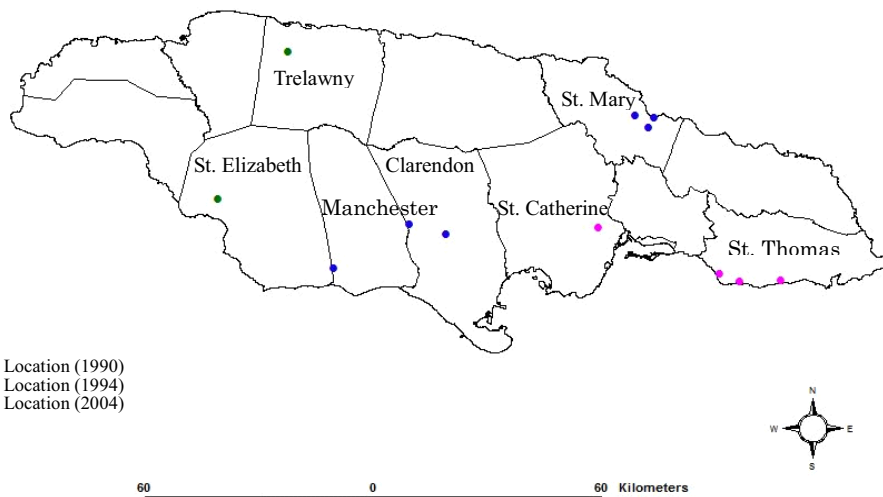 Trelawny
St. Mary
St. Elizabeth
Clarendon
Manchester
St. Catherine
St. Thomas
Location (1990)
Location (1994)
Location (2004)
N
W E
S
60 0 60 Kilometers